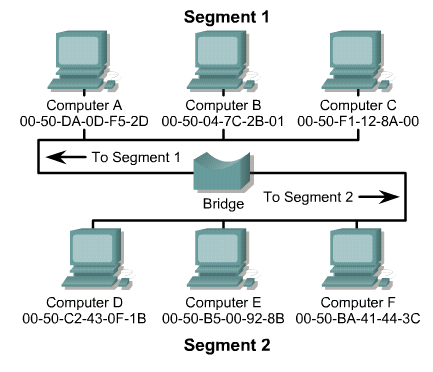 Segment 1
Computer A
00-50-DA-0D-F5-2D
Computer B
00-50-04-7C-2B-01
Computer C
00-50-F1-12-8A-00
To Segment 1
Bridge
To Segment 2
Computer D
00-50-C2-43-0F-1B
Computer E
00-50-B5-00-92-8B
Computer F
00-50-BA-41-44-3C
Segment 2